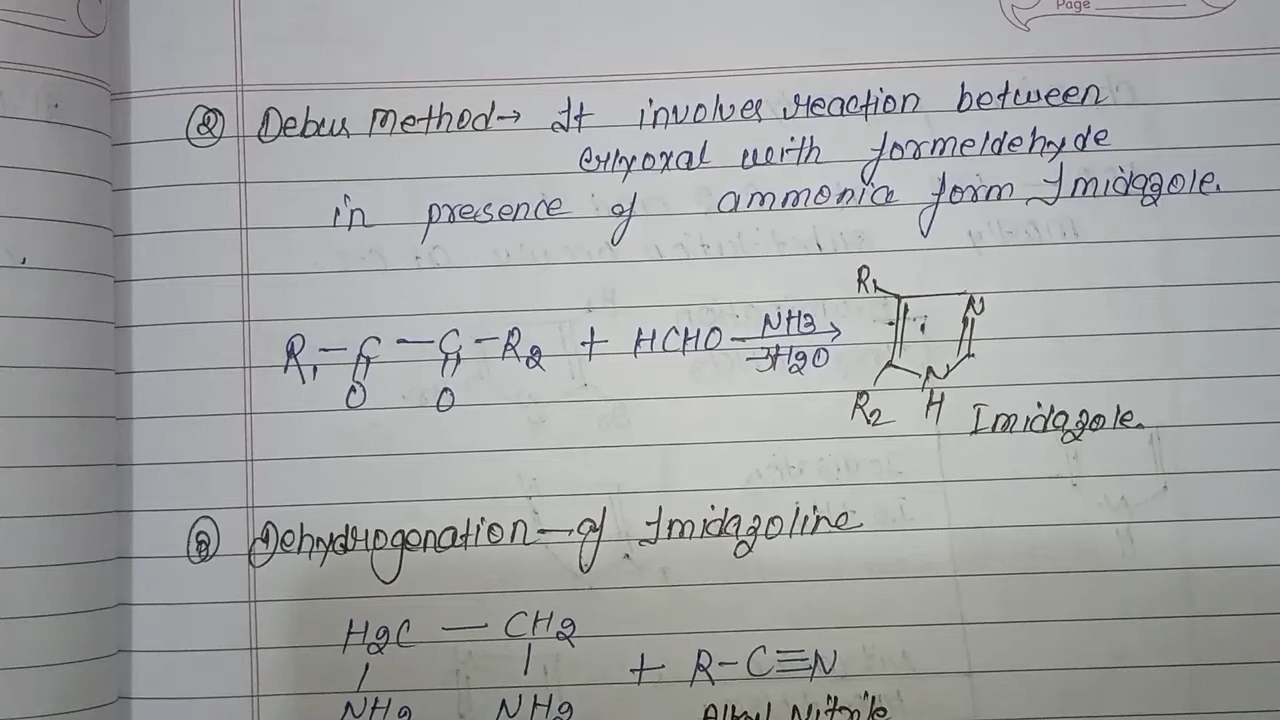 Page
② Debus Method → It involves reaction between
Glyoxal with formeldehyde
in presence of ammonia form Imidazole.
R1 – C – C – R2 + HCHO NH3 → -3H2O
O O
R1 N
R2 N H Imidazole.
③ Dehydrogenation of Imidazoline
H2C — CH2
+ R–C≡N
NH2 NH2 Alkyl Nitrile